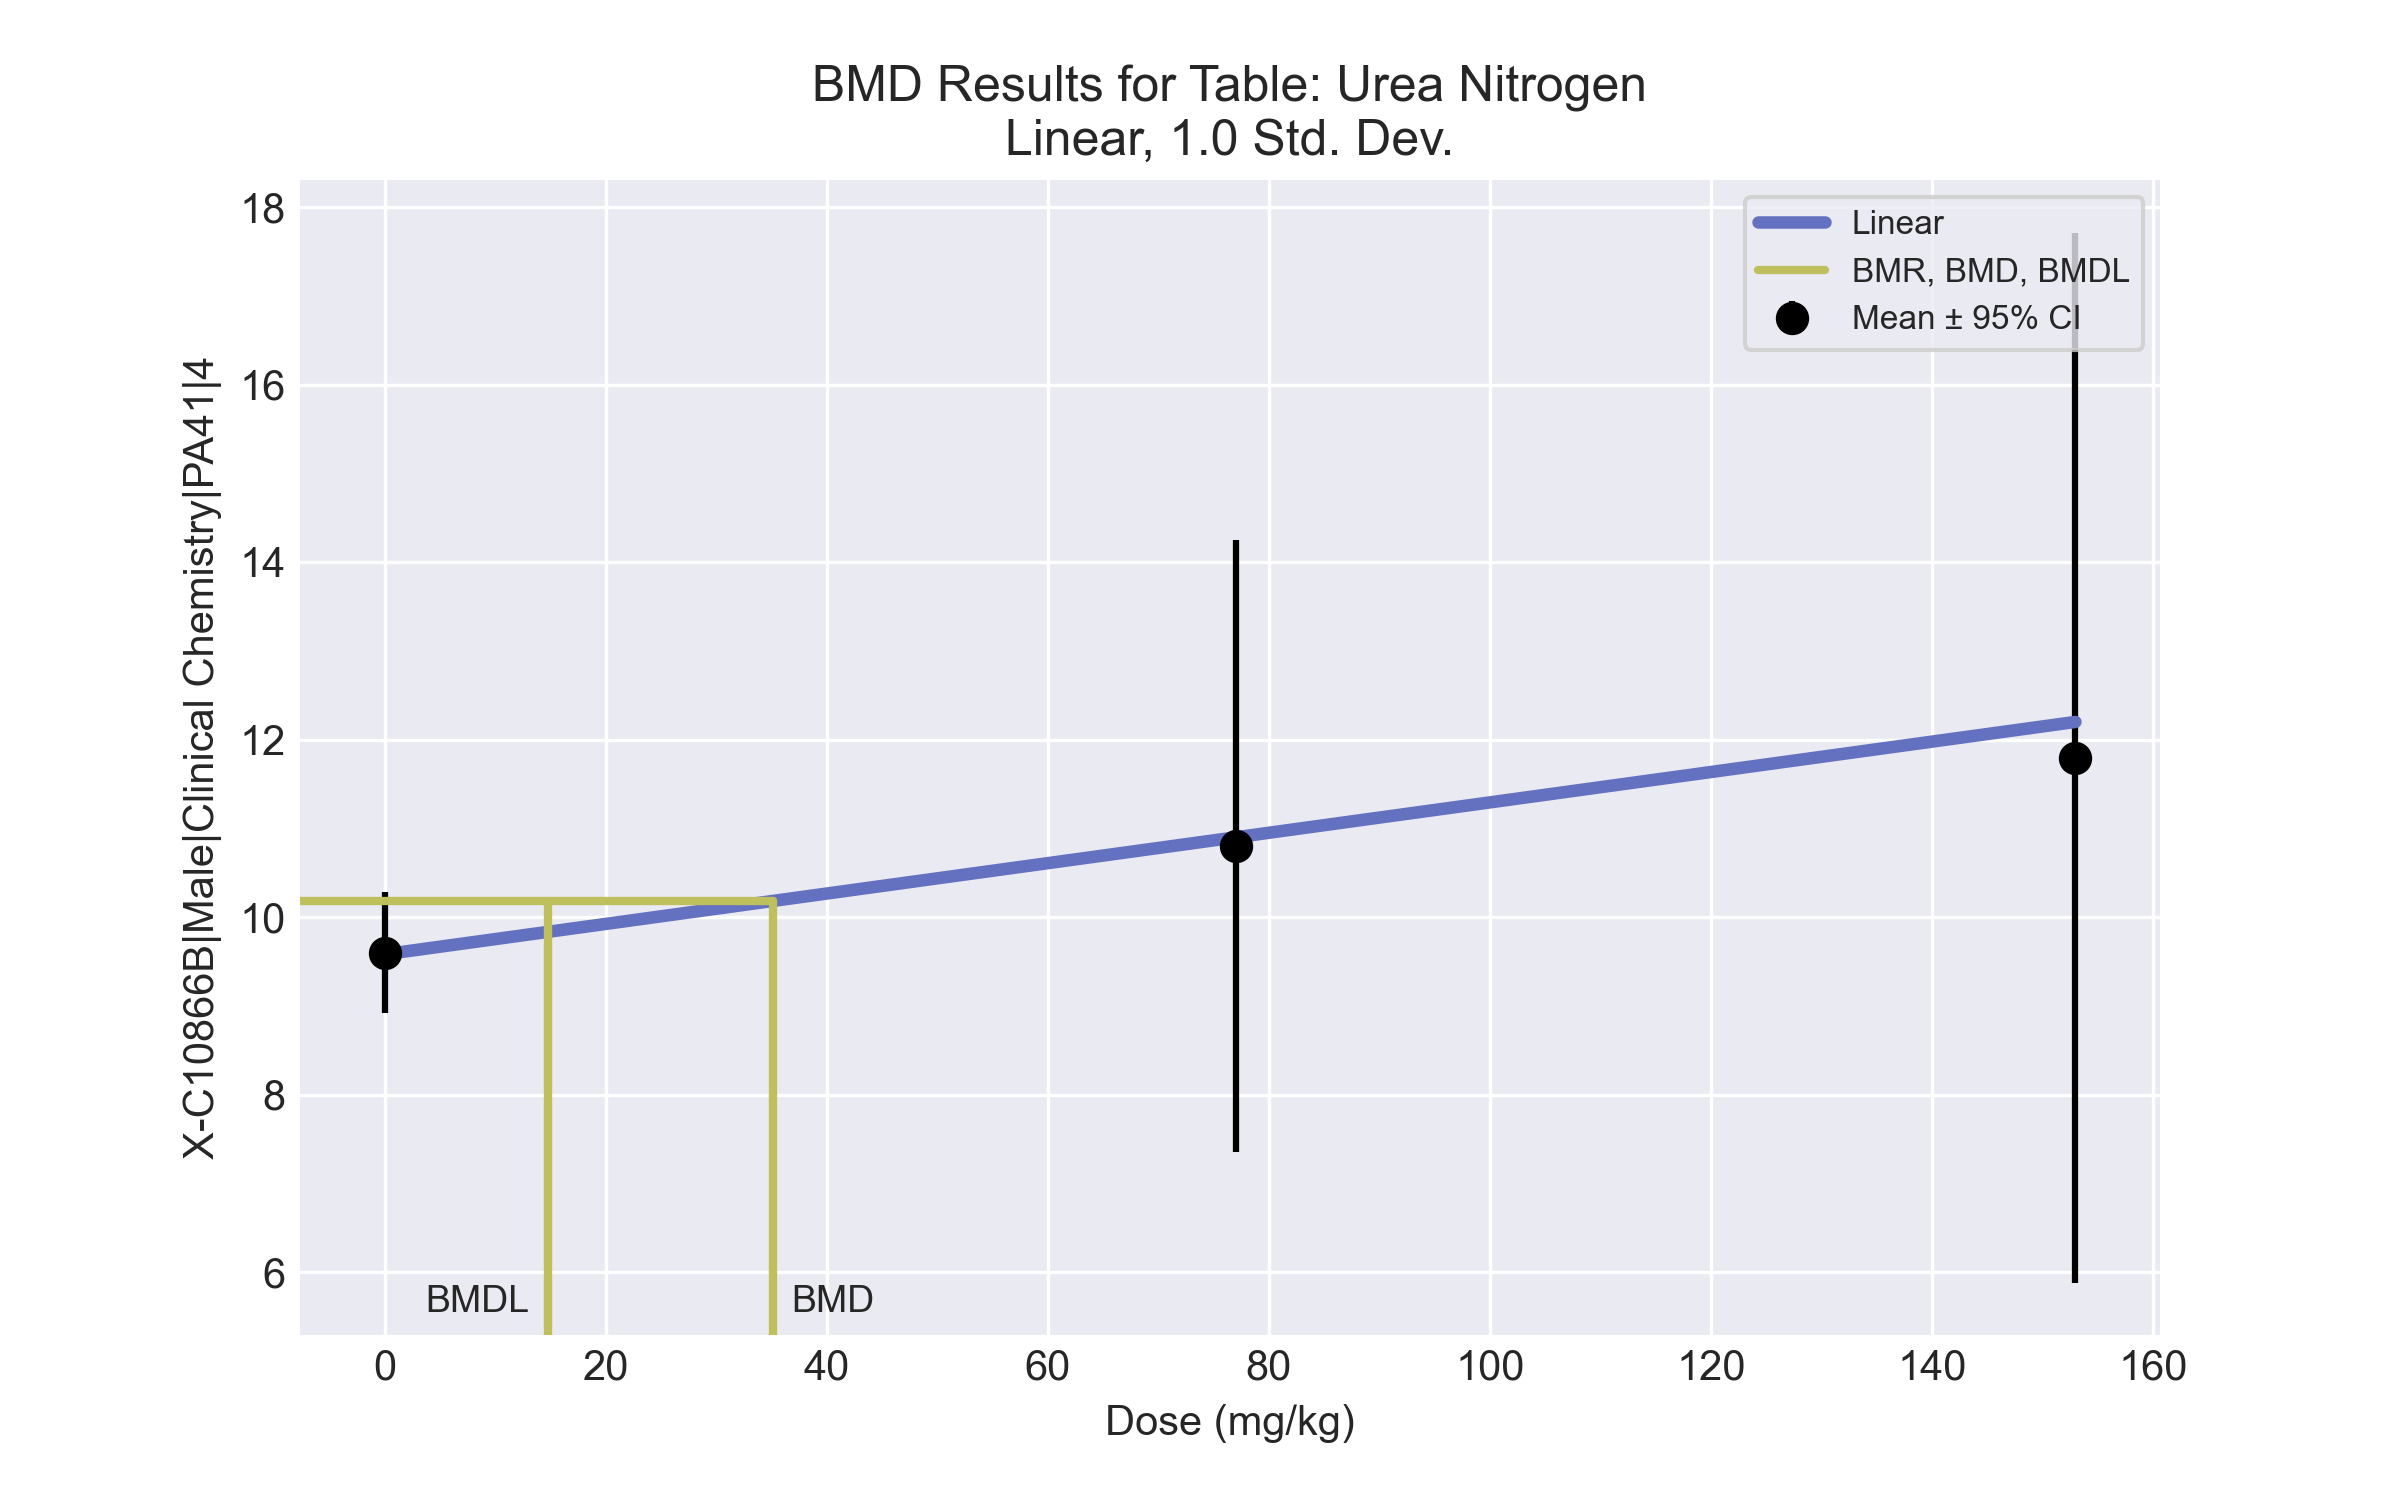 BMD Results for Table: Urea Nitrogen
Linear, 1.0 Std. Dev.
Linear
BMR, BMD, BMDL
Mean ± 95% CI
X-C10866B|Male|Clinical Chemistry|PA41|4
18
16
14
12
10
8
6
BMDL
BMD
0
20
40
60
80
100
120
140
160
Dose (mg/kg)